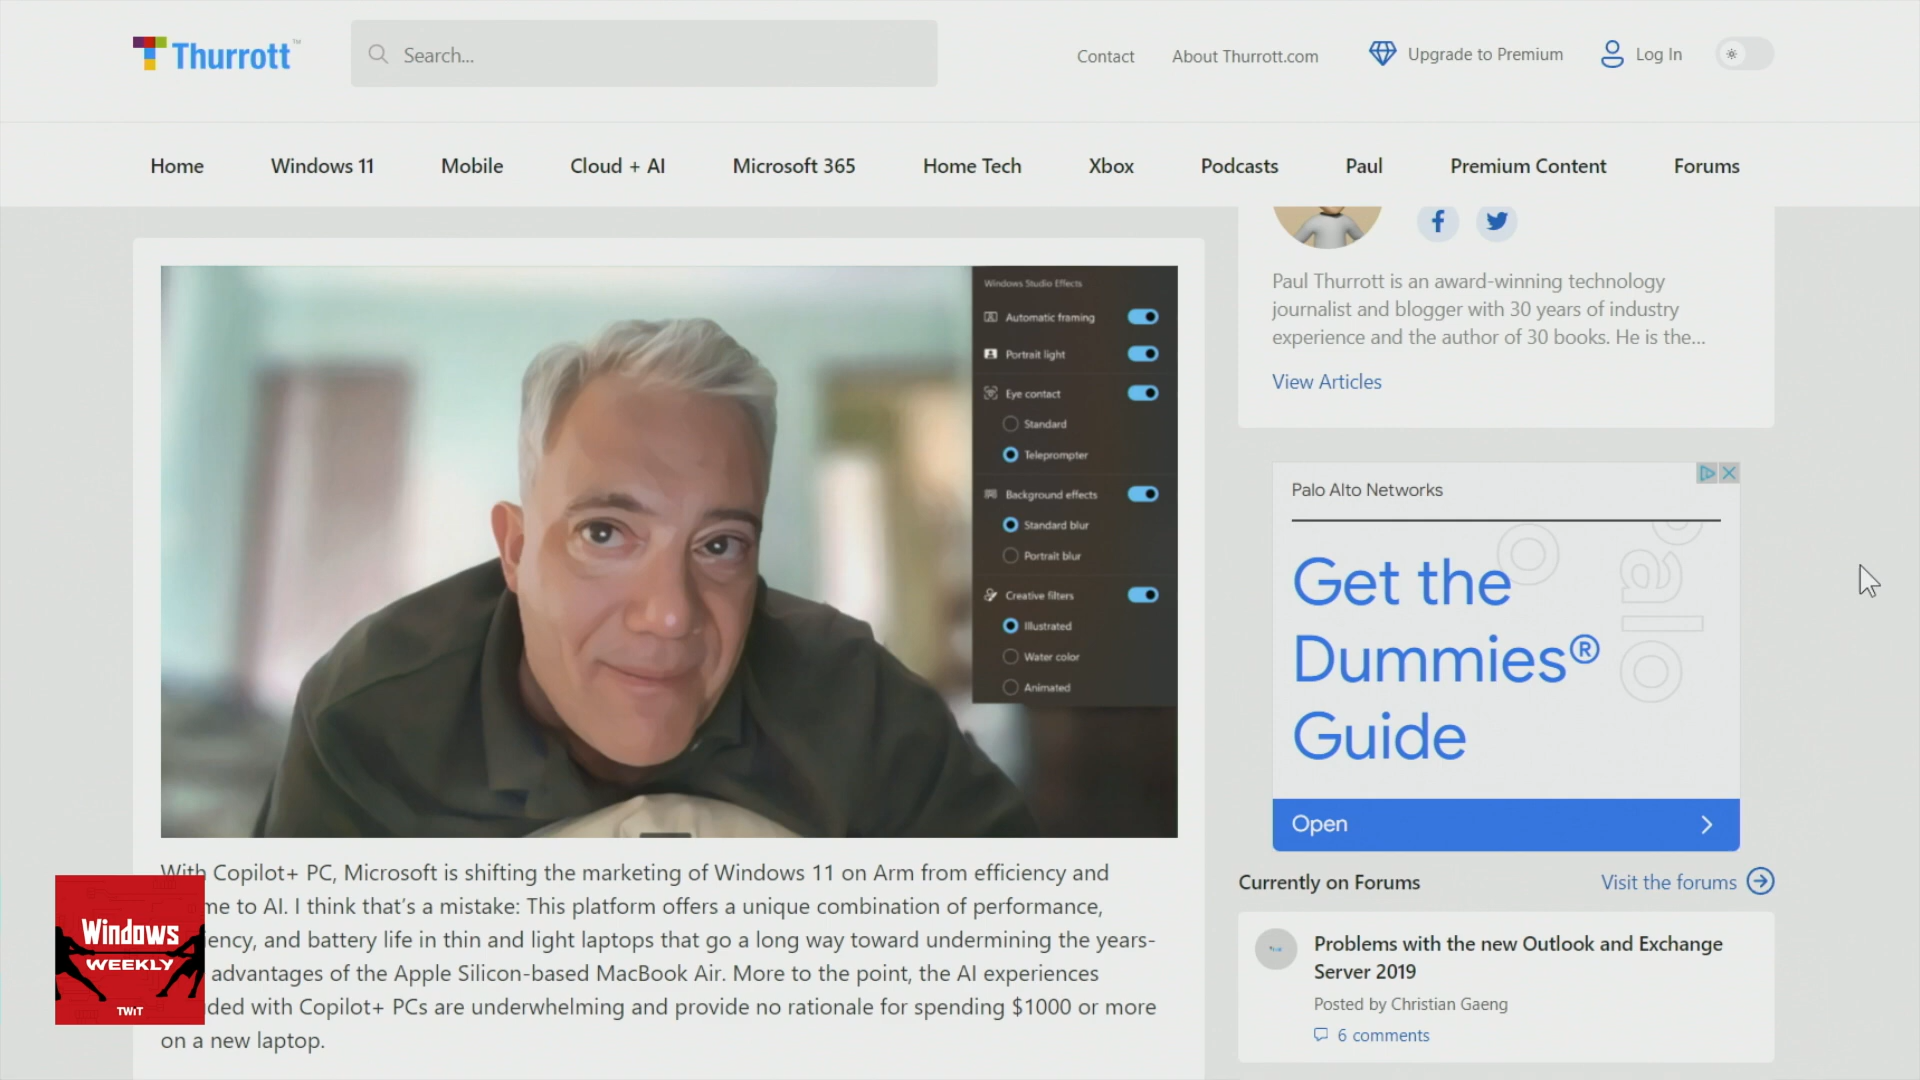 Thurrott™
Search...
Contact
About Thurrott.com
Upgrade to Premium
Log In
Home
Windows 11
Mobile
Cloud + AI
Microsoft 365
Home Tech
Xbox
Podcasts
Paul
Premium Content
Forums
Windows Studio Effects
Automatic framing
Portrait light
Eye contact
Standard
Teleprompter
Background effects
Standard blur
Portrait blur
Creative filters
Illustrated
Water color
Animated
With Copilot+ PC, Microsoft is shifting the marketing of Windows 11 on Arm from efficiency and
me to AI. I think that's a mistake: This platform offers a unique combination of performance,
ency, and battery life in thin and light laptops that go a long way toward undermining the years-
advantages of the Apple Silicon-based MacBook Air. More to the point, the AI experiences
ded with Copilot+ PCs are underwhelming and provide no rationale for spending $1000 or more
on a new laptop.
Windows
WEEKLY
TWiT
Paul Thurrott is an award-winning technology
journalist and blogger with 30 years of industry
experience and the author of 30 books. He is the...
View Articles
Palo Alto Networks
Get the
Dummies®
Guide
palo
Open
Currently on Forums
Visit the forums
Problems with the new Outlook and Exchange
Server 2019
Posted by Christian Gaeng
6 comments